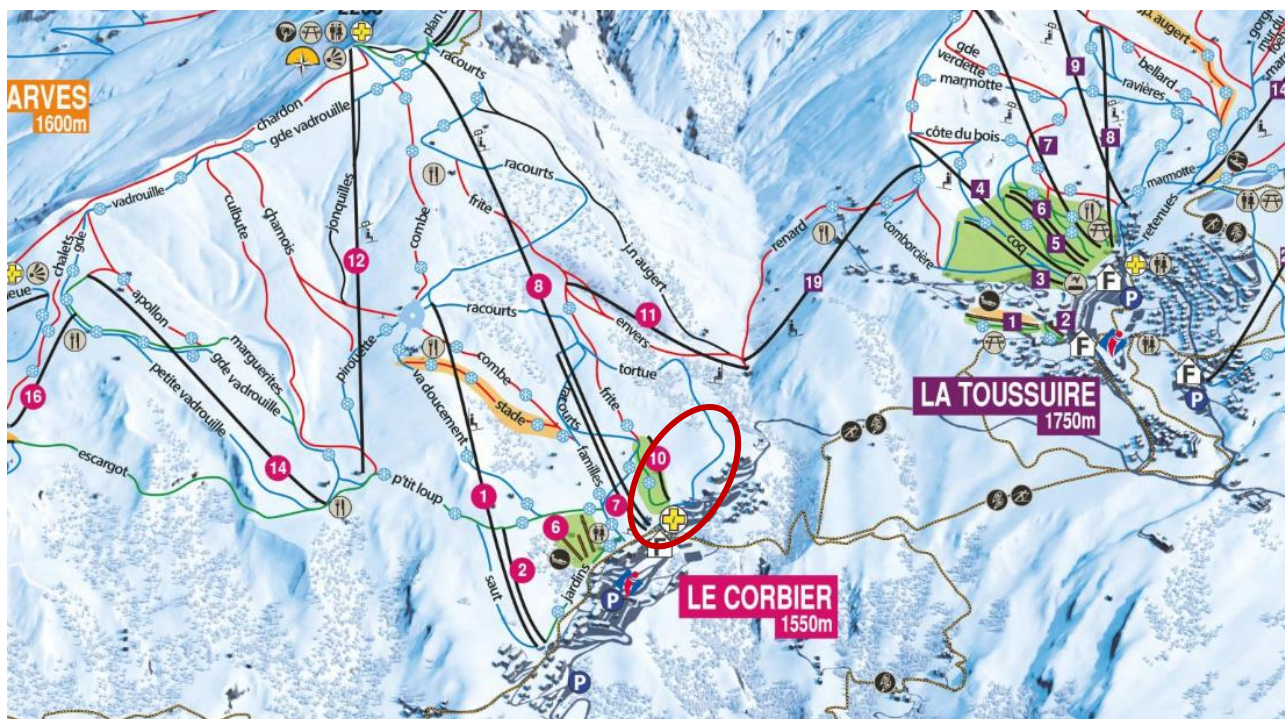 ARVES
1600m
racourts
chardon
gde vadrouille
vadrouille
gde
chalets
culbute
chamois
jonquilles
12
combe
frite
racourts
j.n augert
8
11
envers
racourts
tortue
apollon
marguerites
gde vadrouille
petite vadrouille
pirouette
16
escargot
14
va doucement
combe
stade
racourts
frite
familles
p'tit loup
1
10
7
6
2
saut
jardins
F
P
P
LE CORBIER
1550m
renard
19
gde
verdette
marmotte
9
bellard
ravières
augert
14
côte du bois
7
8
4
6
5
coq
3
comborcière
marmotte
retenues
1
2
F
P
F
F
P
LA TOUSSUIRE
1750m